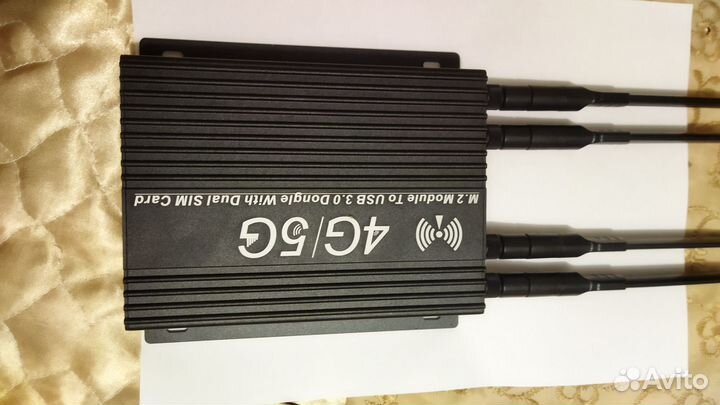 4G/5G
M.2 Module To USB 3.0 Dongle With Dual SIM Card
Avito